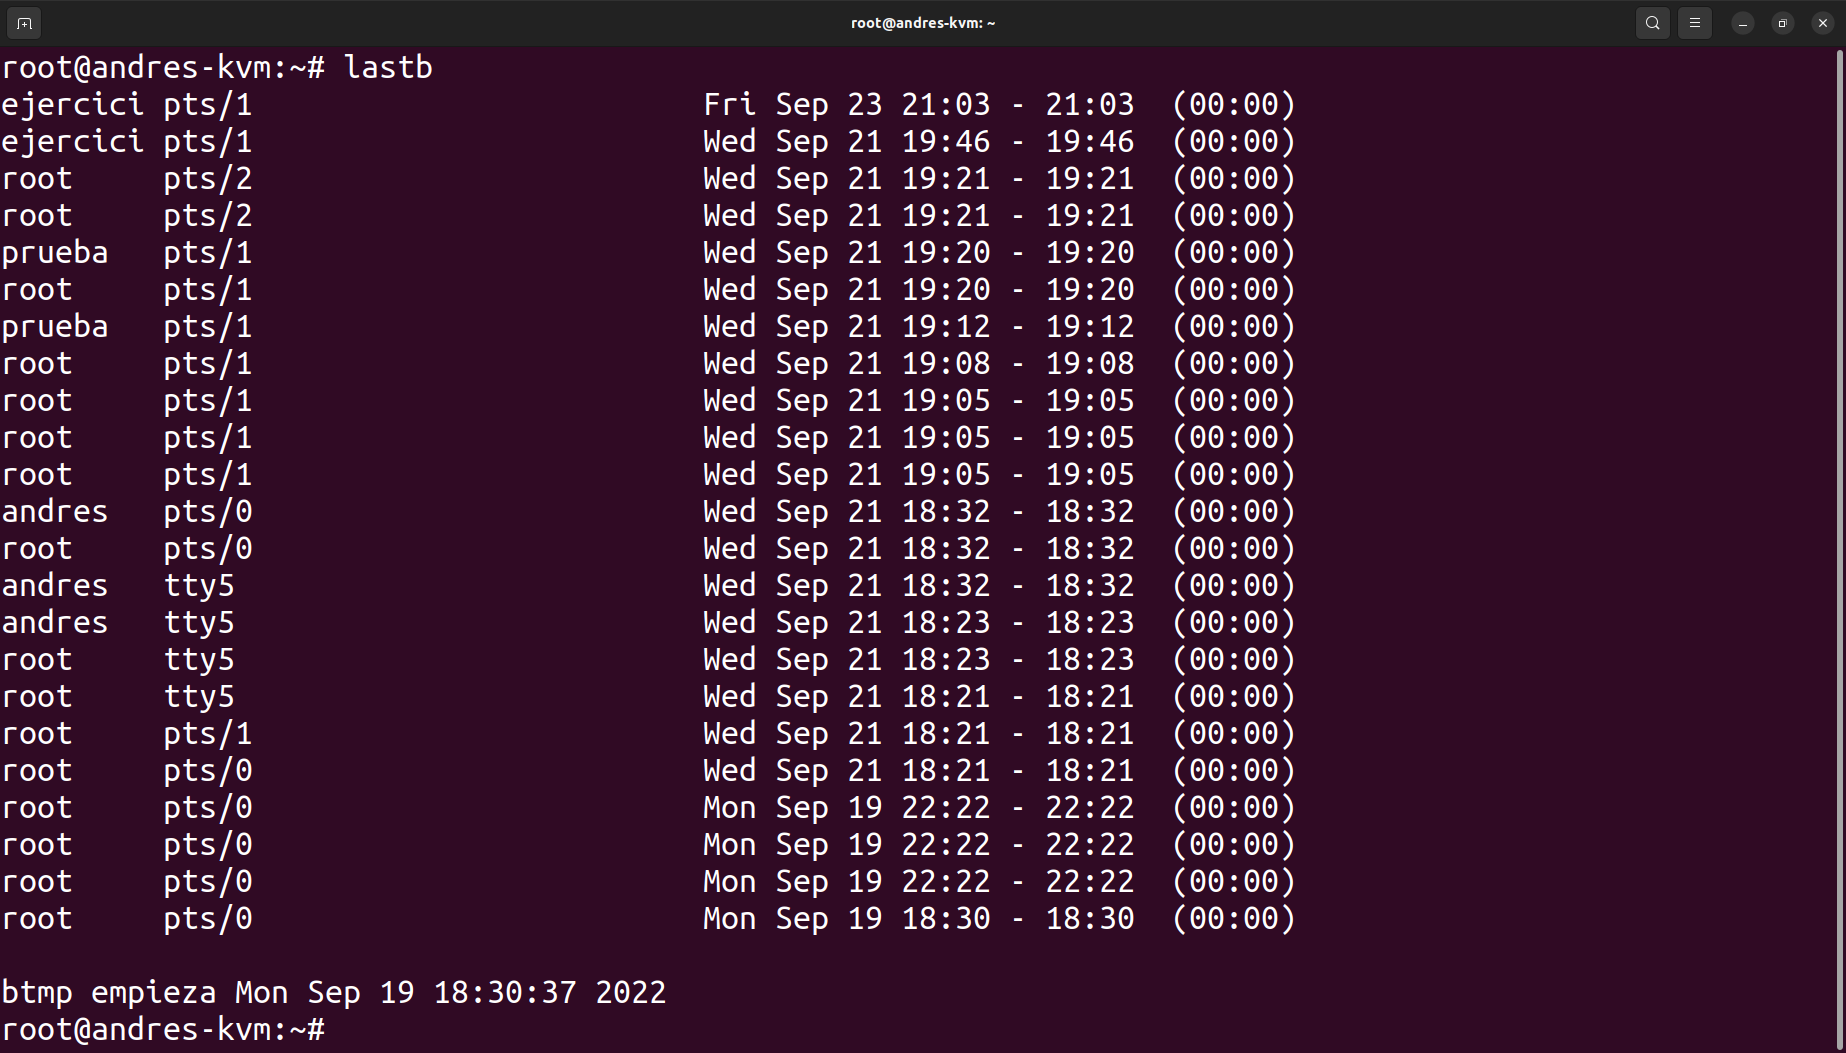 root@andres-kvm: ~
root@andres-kvm:~# lastb
ejercici pts/1                         Fri Sep 23 21:03 - 21:03  (00:00)
ejercici pts/1                         Wed Sep 21 19:46 - 19:46  (00:00)
root     pts/2                         Wed Sep 21 19:21 - 19:21  (00:00)
root     pts/2                         Wed Sep 21 19:21 - 19:21  (00:00)
prueba   pts/1                         Wed Sep 21 19:20 - 19:20  (00:00)
root     pts/1                         Wed Sep 21 19:20 - 19:20  (00:00)
prueba   pts/1                         Wed Sep 21 19:12 - 19:12  (00:00)
root     pts/1                         Wed Sep 21 19:08 - 19:08  (00:00)
root     pts/1                         Wed Sep 21 19:05 - 19:05  (00:00)
root     pts/1                         Wed Sep 21 19:05 - 19:05  (00:00)
root     pts/1                         Wed Sep 21 19:05 - 19:05  (00:00)
andres   pts/0                         Wed Sep 21 18:32 - 18:32  (00:00)
root     pts/0                         Wed Sep 21 18:32 - 18:32  (00:00)
andres   tty5                          Wed Sep 21 18:32 - 18:32  (00:00)
andres   tty5                          Wed Sep 21 18:23 - 18:23  (00:00)
root     tty5                          Wed Sep 21 18:23 - 18:23  (00:00)
root     tty5                          Wed Sep 21 18:21 - 18:21  (00:00)
root     pts/1                         Wed Sep 21 18:21 - 18:21  (00:00)
root     pts/0                         Wed Sep 21 18:21 - 18:21  (00:00)
root     pts/0                         Mon Sep 19 22:22 - 22:22  (00:00)
root     pts/0                         Mon Sep 19 22:22 - 22:22  (00:00)
root     pts/0                         Mon Sep 19 22:22 - 22:22  (00:00)
root     pts/0                         Mon Sep 19 18:30 - 18:30  (00:00)

btmp empieza Mon Sep 19 18:30:37 2022
root@andres-kvm:~#